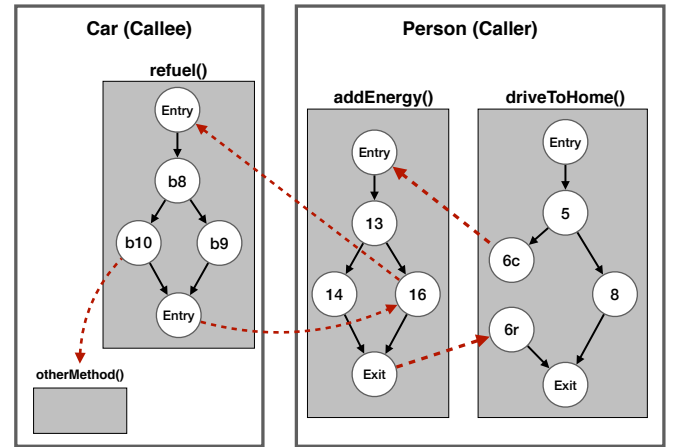 Car (Callee)
refuel()
Entry
b8
b10
b9
Entry
otherMethod()
Person (Caller)
addEnergy()
Entry
13
14
16
Exit
driveToHome()
Entry
5
6c
8
6r
Exit